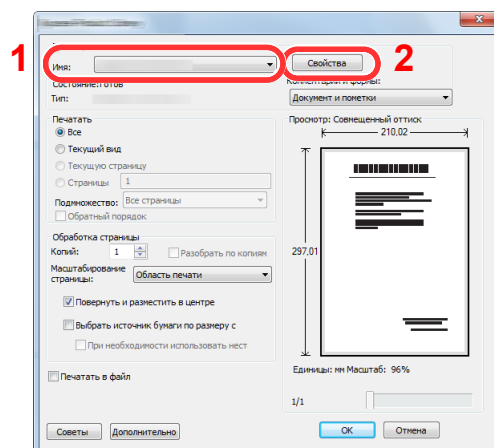 1
2
Имя:
Свойства
Состояние:Готов
Комментарии и формы:
Тип:
Документ и пометки
Печатать
Все
Текущий вид
Текущую страницу
Страницы
1
Подмножество:
Все страницы
Обратный порядок
Просмотр: Совмещенный оттиск
210,02
297,01
Обработка страницы
Копий:
1
Разобрать по копиям
Масштабирование
страницы:
Область печати
Повернуть и разместить в центре
Выбрать источник бумаги по размеру с
При необходимости использовать нест
Печатать в файл
Единицы: мм Масштаб: 96%
1/1
Советы
Дополнительно
OK
Отмена